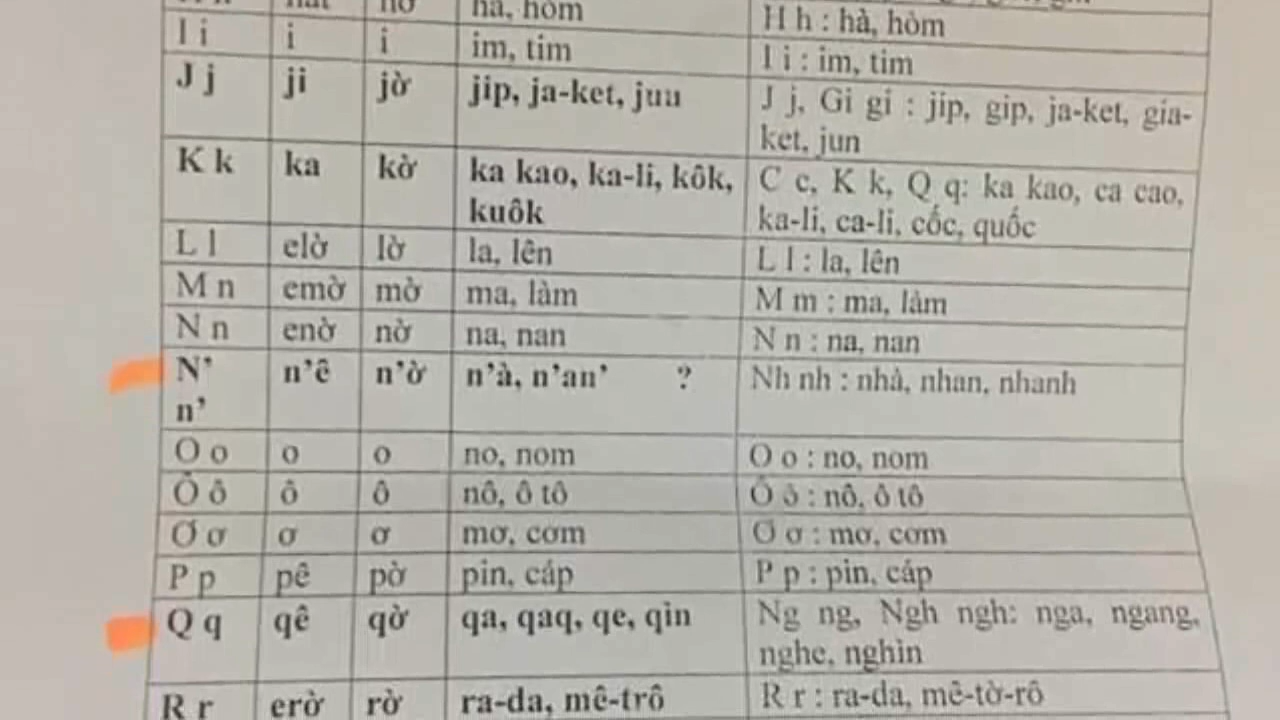 hà, hòm H h : hà, hòm
I i i i im, tim I i : im, tim
J j ji jờ jip, ja-ket, juu J j, Gi gi : jip, gip, ja-ket, gia-
ket, jun
K k ka kờ ka kao, ka-li, kôk, C c, K k, Q q: ka kao, ca cao,
kuôk ka-li, ca-li, cốc, quốc
L l elờ lờ la, lên L l : la, lên
M n emờ mờ ma, làm M m : ma, làm
N n enờ nờ na, nan N n : na, nan
N’ n’ê n’ờ n’à, n’an’ ? Nh nh : nhà, nhan, nhanh
n’
O o o o no, nom O o : no, nom
Ô ô ô ô nô, ô tô Ô ô : nô, ô tô
Ơ ơ ơ ơ mơ, cơm Ơ ơ : mơ, cơm
P p pê pờ pin, cáp P p : pin, cáp
Q q qê qờ qa, qaq, qe, qìn Ng ng, Ngh ngh: nga, ngang,
nghe, nghìn
R r erờ rờ ra-da, mê-trô R r : ra-da, mê-tờ-rô